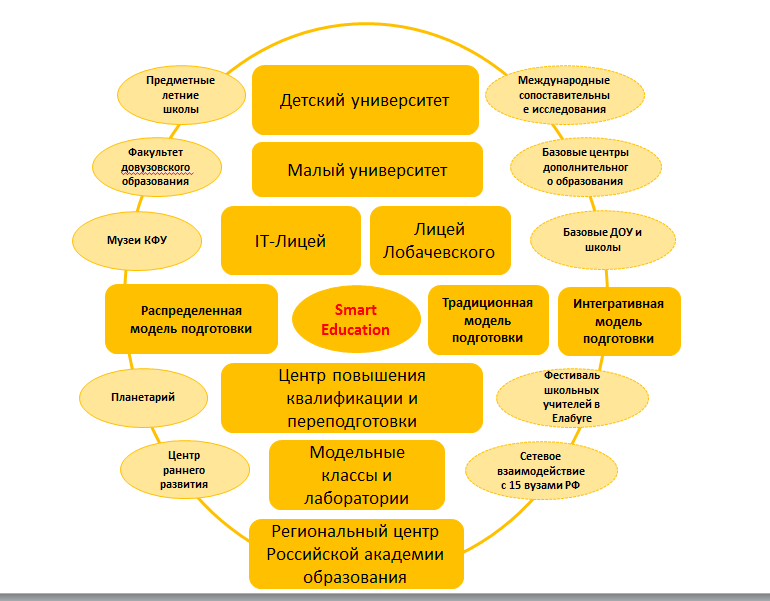 Предметные
летние
школы
Детский университет
Международные
сопоставительны
е исследования
Факультет
довузовского
образования
Малый университет
Базовые центры
дополнительног
о образования
Музеи КФУ
IT-Лицей
Лицей
Лобачевского
Базовые ДОУ и
школы
Распределенная
модель подготовки
Smart
Education
Традиционная
модель
подготовки
Интегративная
модель
подготовки
Планетарий
Центр повышения
квалификации и
переподготовки
Фестиваль
школьных
учителей в
Елабуге
Центр
раннего
развития
Модельные
классы и
лаборатории
Сетевое
взаимодействие
с 15 вузами РФ
Региональный центр
Российской академии
образования